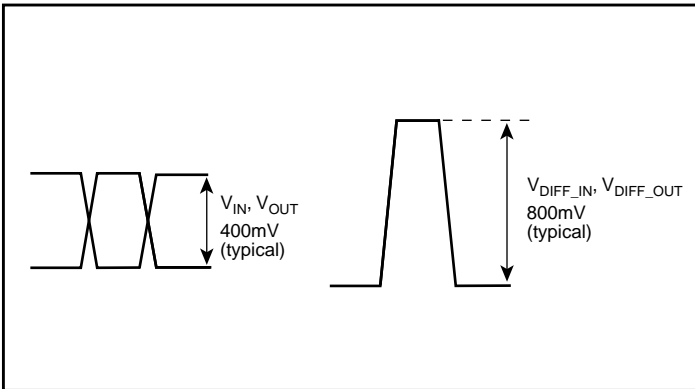 V_IN, V_OUT
400mV
(typical)
V_DIFF_IN, V_DIFF_OUT
800mV
(typical)